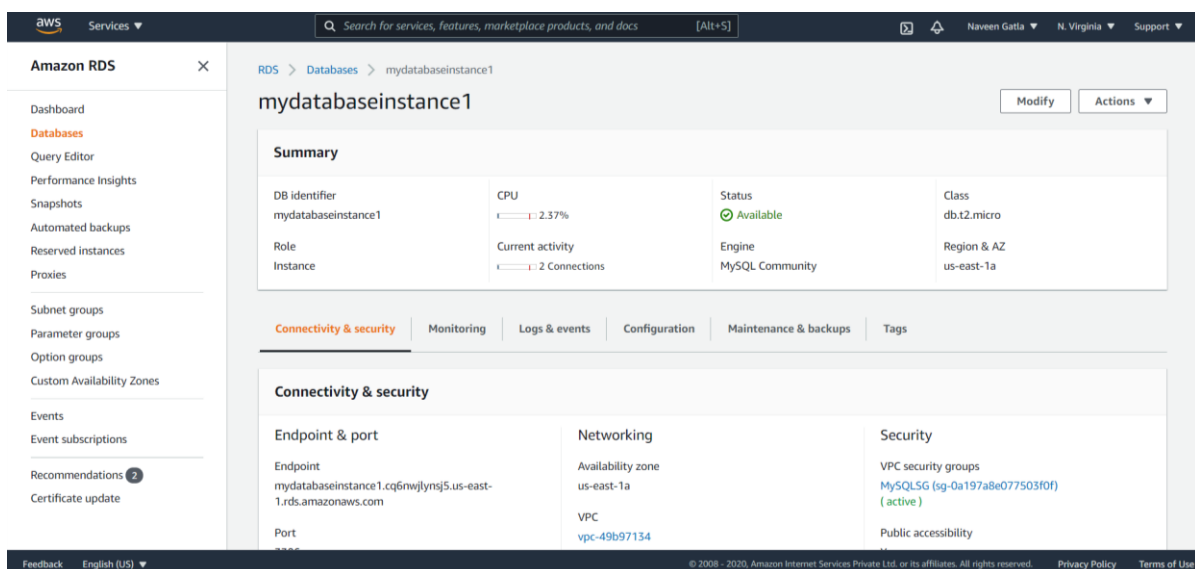 aws Services ▼ Search for services, features, marketplace products, and docs [Alt+S] Naveen Gatla ▼ N. Virginia ▼ Support ▼
Amazon RDS
Dashboard
Databases
Query Editor
Performance Insights
Snapshots
Automated backups
Reserved instances
Proxies
Subnet groups
Parameter groups
Option groups
Custom Availability Zones
Events
Event subscriptions
Recommendations 2
Certificate update
RDS > Databases > mydatabaseinstance1
mydatabaseinstance1
Modify Actions ▼
Summary
DB identifier
mydatabaseinstance1
CPU
2.37%
Status
Available
Class
db.t2.micro
Role
Instance
Current activity
2 Connections
Engine
MySQL Community
Region & AZ
us-east-1a
Connectivity & security Monitoring Logs & events Configuration Maintenance & backups Tags
Connectivity & security
Endpoint & port
Endpoint
mydatabaseinstance1.cq6nwjlynsj5.us-east-
1.rds.amazonaws.com
Port
Networking
Availability zone
us-east-1a
VPC
vpc-49b97134
Security
VPC security groups
MySQLSG (sg-0a197a8e077503f0f)
( active )
Public accessibility
Feedback English (US) ▼ © 2008 - 2020, Amazon Internet Services Private Ltd. or its affiliates. All rights reserved. Privacy Policy Terms of Use